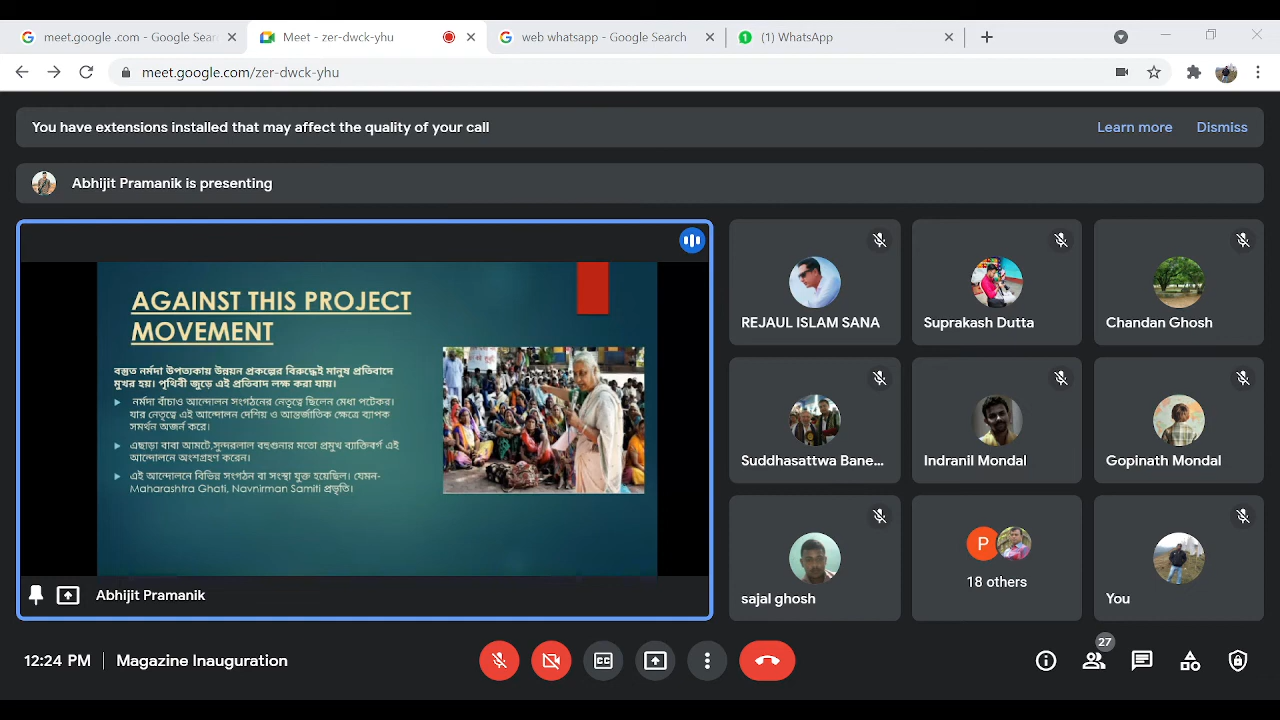 meet.google .com - Google Sear
Meet - zer-dwck-yhu
web whatsapp - Google Search
(1) WhatsApp
meet.google.com/zer-dwck-yhu
You have extensions installed that may affect the quality of your call
Learn more
Dismiss
Abhijit Pramanik is presenting
AGAINST THIS PROJECT
MOVEMENT
বস্তুত নর্মদা উপত্যকায় উন্নয়ন প্রকল্পের বিরুদ্ধেই মানুষ প্রতিবাদে
মুখর হয়। পৃথিবী জুড়ে এই প্রতিবাদ লক্ষ করা যায়।
নর্মদা বাঁচাও আন্দোলন সংগঠনের নেতৃত্বে ছিলেন মেধা পটেকর।
যার নেতৃত্বে এই আন্দোলন দেশিয় ও আন্তর্জাতিক ক্ষেত্রে ব্যাপক
সমর্থন অর্জন করে।
এছাড়া বাবা আমটে,সুন্দরলাল বহুগুনার মতো প্রমুখ ব্যাক্তিবর্গ এই
আন্দোলনে অংশগ্রহণ করেন।
এই আন্দোলনে বিভিন্ন সংগঠন বা সংস্থা যুক্ত হয়েছিল। যেমন-
Maharashtra Ghati, Navnirman Samiti প্রভৃতি।
Abhijit Pramanik
REJAUL ISLAM SANA
Suprakash Dutta
Chandan Ghosh
Suddhasattwa Bane...
Indranil Mondal
Gopinath Mondal
sajal ghosh
P
18 others
You
12:24 PM
Magazine Inauguration
CC
27